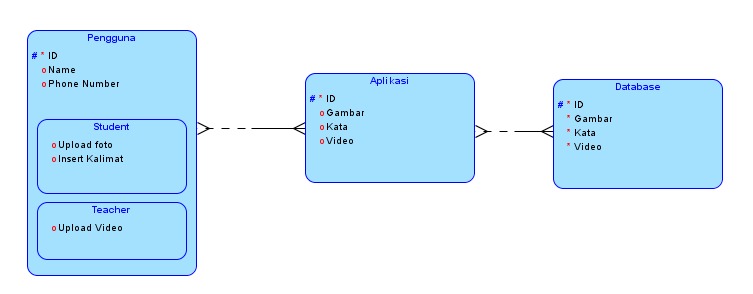 Pengguna
# * ID
o Name
o Phone Number
Student
o Upload foto
o Insert Kalimat
Teacher
o Upload Video
Aplikasi
# * ID
o Gambar
o Kata
o Video
Database
# * ID
* Gambar
* Kata
* Video